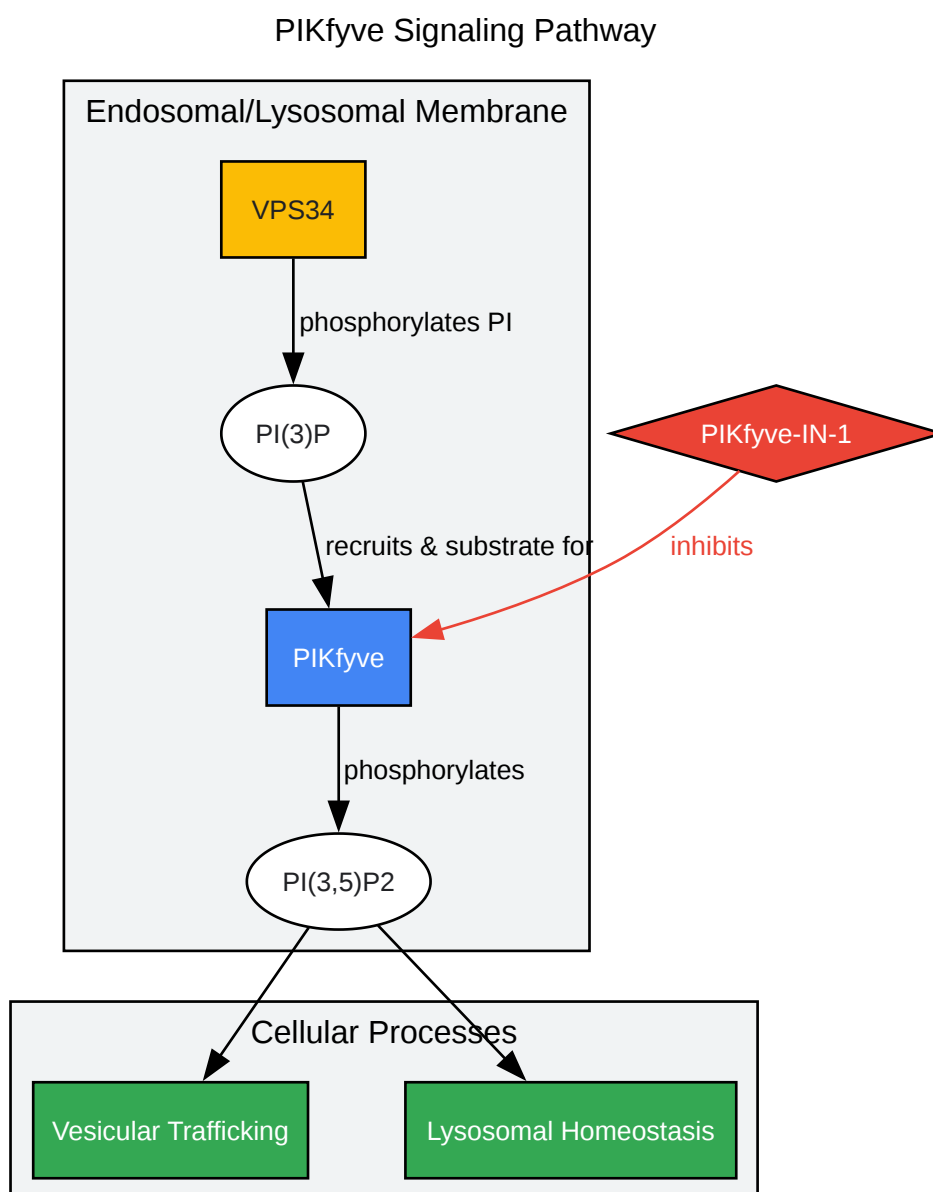 PIKfyve Signaling Pathway
Endosomal/Lysosomal Membrane
VPS34
phosphorylates PI
PI(3)P
PIKfyve-IN-1
recruits & substrate for
inhibits
PIKfyve
phosphorylates
PI(3,5)P2
Cellular Processes
Vesicular Trafficking
Lysosomal Homeostasis